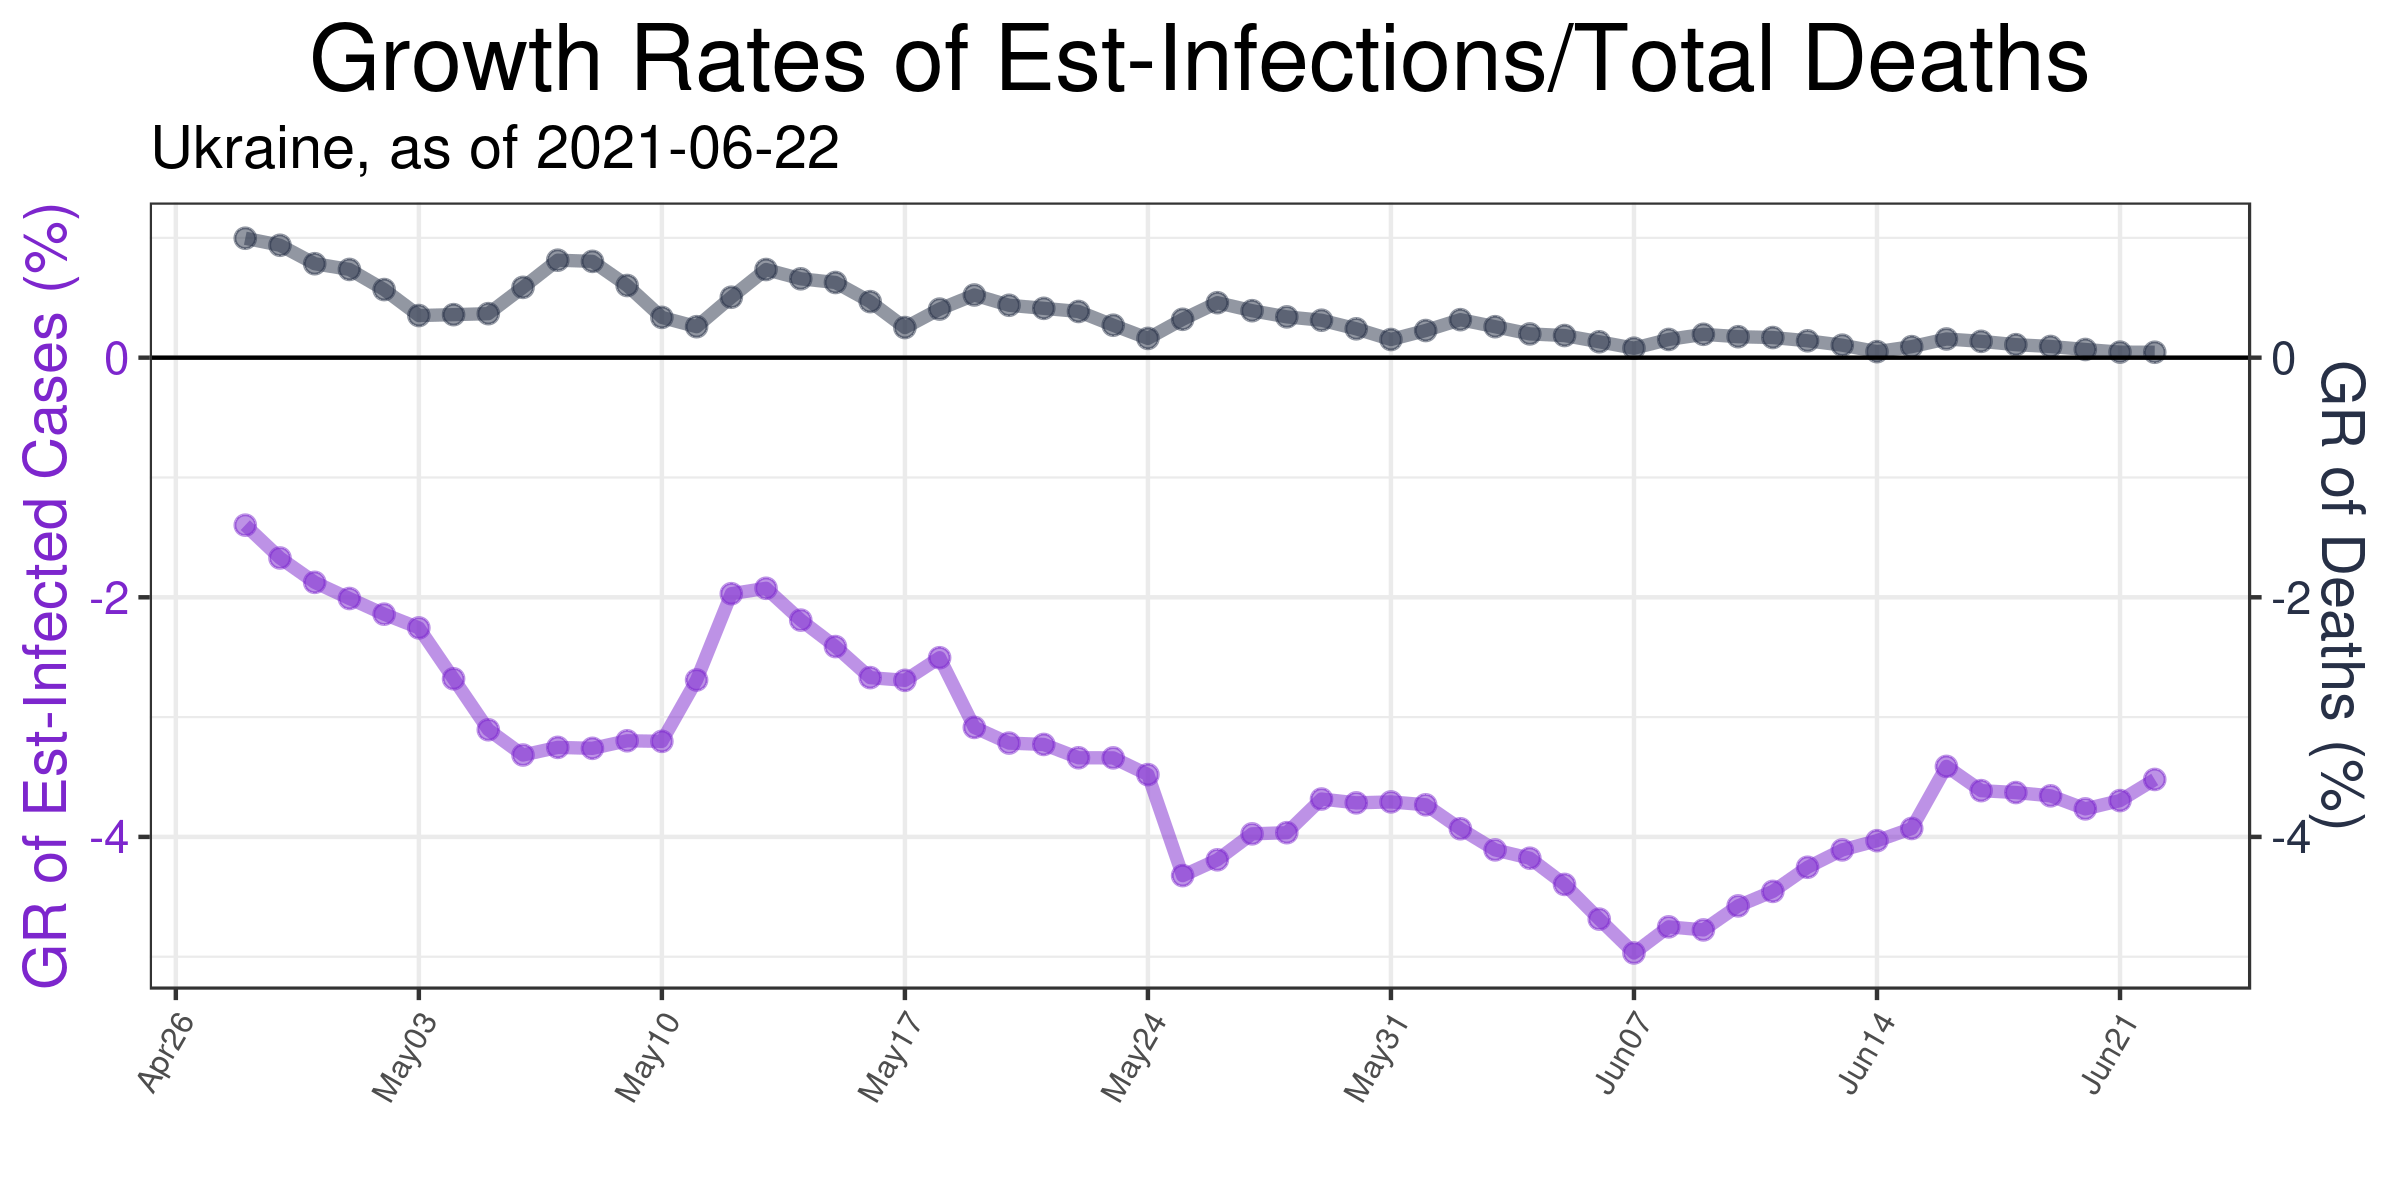 Growth Rates of Est-Infections/Total Deaths
Ukraine, as of 2021-06-22
GR of Est-Infected Cases (%)
0
-2
-4
0
-2
-4
GR of Deaths (%)
Apr26
May03
May10
May17
May24
May31
Jun07
Jun14
Jun21